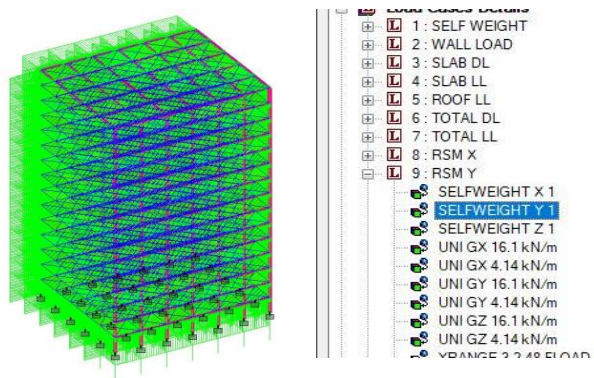 Load Cases Details
1 : SELF WEIGHT
2 : WALL LOAD
3 : SLAB DL
4 : SLAB LL
5 : ROOF LL
6 : TOTAL DL
7 : TOTAL LL
8 : RSM X
9 : RSM Y
SELFWEIGHT X 1
SELFWEIGHT Y 1
SELFWEIGHT Z 1
UNI GX 16.1 kN/m
UNI GX 4.14 kN/m
UNI GY 16.1 kN/m
UNI GY 4.14 kN/m
UNI GZ 16.1 kN/m
UNI GZ 4.14 kN/m